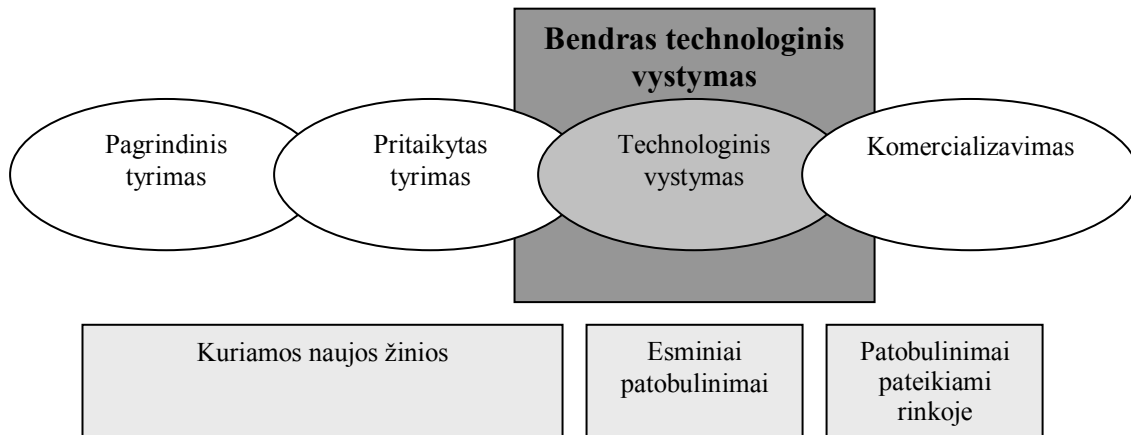 Bendras technologinis
vystymas
Pagrindinis
tyrimas
Pritaikytas
tyrimas
Technologinis
vystymas
Komercializavimas
Kuriamos naujos žinios
Esminiai
patobulinimai
Patobulinimai
pateikiami
rinkoje